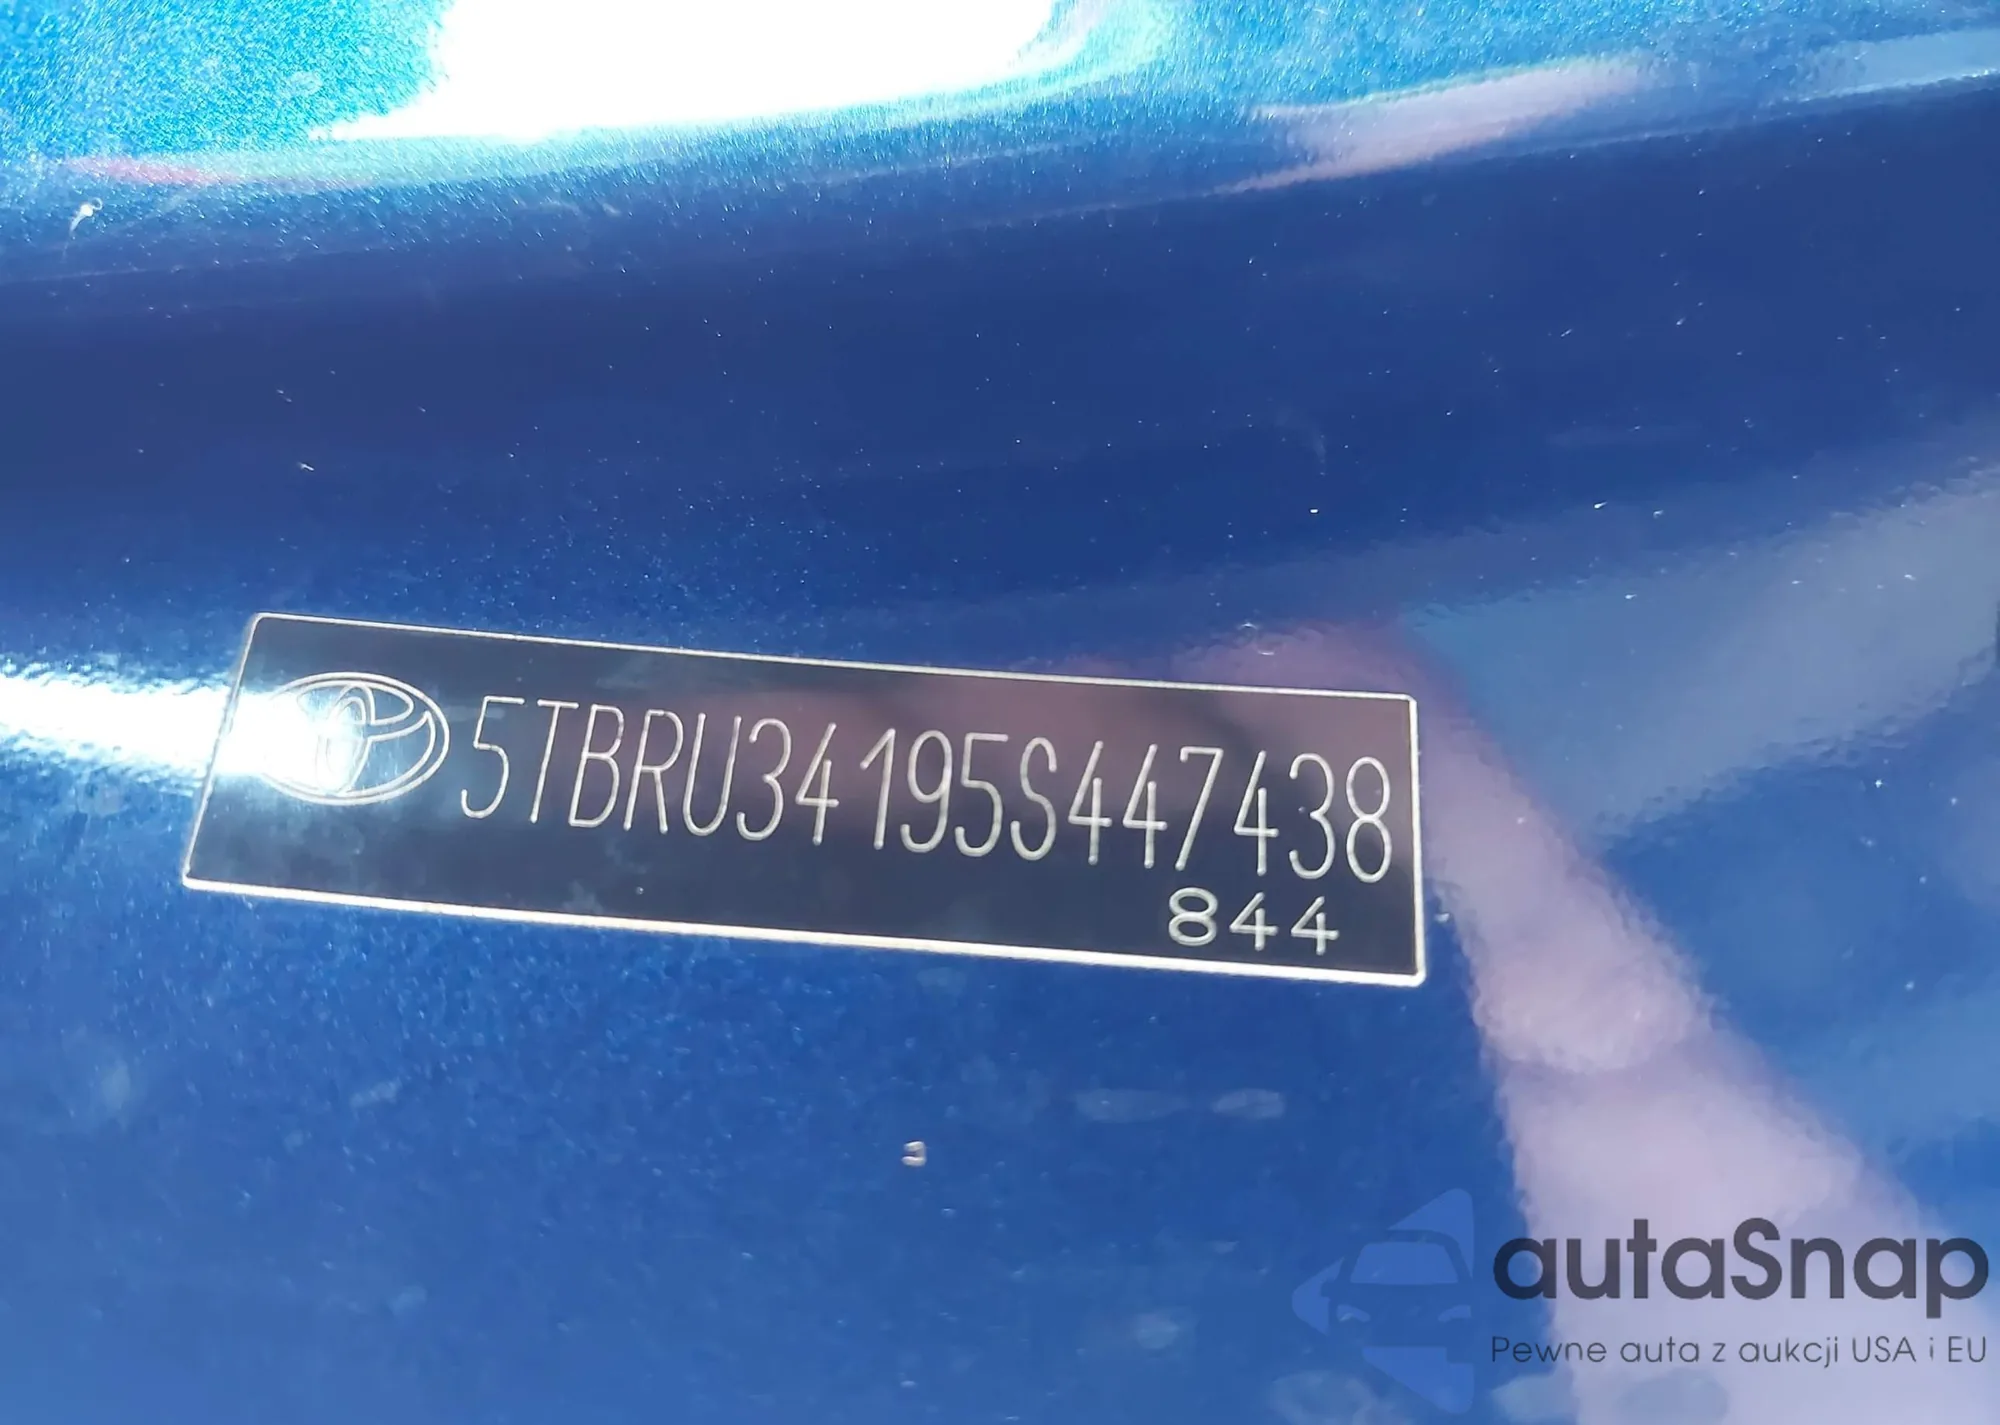 5TBRU34195S447438
844
autaSnap
Pewne auta z aukcji USA i EU